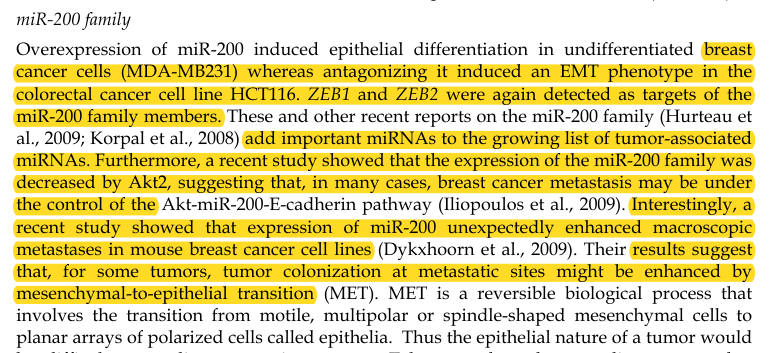 miR-200 family
Overexpression of miR-200 induced epithelial differentiation in undifferentiated breast
cancer cells (MDA-MB231) whereas antagonizing it induced an EMT phenotype in the
colorectal cancer cell line HCT116. ZEB1 and ZEB2 were again detected as targets of the
miR-200 family members. These and other recent reports on the miR-200 family (Hurteau et
al., 2009; Korpal et al., 2008) add important miRNAs to the growing list of tumor-associated
miRNAs. Furthermore, a recent study showed that the expression of the miR-200 family was
decreased by Akt2, suggesting that, in many cases, breast cancer metastasis may be under
the control of the Akt-miR-200-E-cadherin pathway (Iliopoulos et al., 2009). Interestingly, a
recent study showed that expression of miR-200 unexpectedly enhanced macroscopic
metastases in mouse breast cancer cell lines (Dykxhoorn et al., 2009). Their results suggest
that, for some tumors, tumor colonization at metastatic sites might be enhanced by
mesenchymal-to-epithelial transition (MET). MET is a reversible biological process that
involves the transition from motile, multipolar or spindle-shaped mesenchymal cells to
planar arrays of polarized cells called epithelia. Thus the epithelial nature of a tumor would